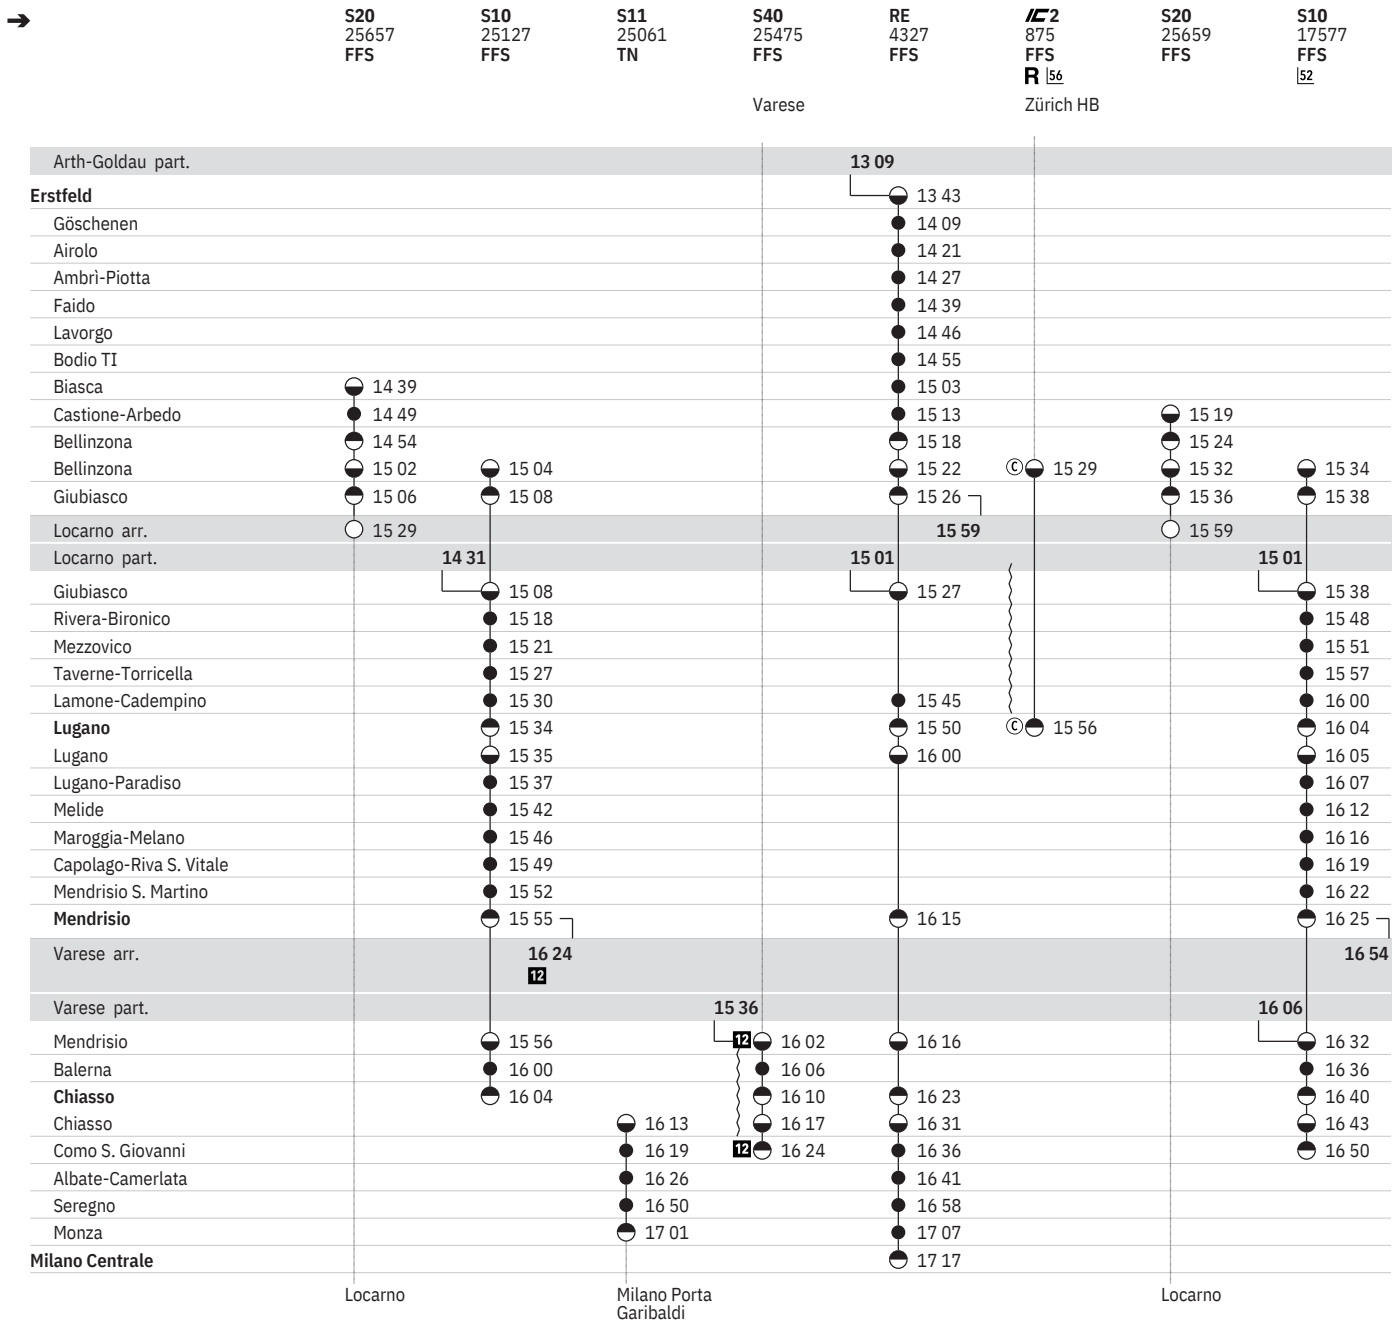 ➔ S20 S10 S11 S40 RE IC2 S20 S10
25657 25127 25061 25475 4327 875 25659 17577
FFS FFS TN FFS FFS FFS FFS FFS
R 56 52
Varese Zürich HB
Arth-Goldau part. 13 09
Erstfeld 13 43
Göschenen 14 09
Airolo 14 21
Ambrì-Piotta 14 27
Faido 14 39
Lavorgo 14 46
Bodio TI 14 55
Biasca 14 39 15 03
Castione-Arbedo 14 49 15 13 15 19
Bellinzona 14 54 15 18 15 24
Bellinzona 15 02 15 04 15 22 Ⓒ 15 29 15 32 15 34
Giubiasco 15 06 15 08 15 26 15 36 15 38
Locarno arr. 15 29 15 59 15 59
Locarno part. 14 31 15 01 15 01
Giubiasco 15 08 15 27 15 38
Rivera-Bironico 15 18 15 48
Mezzovico 15 21 15 51
Taverne-Torricella 15 27 15 57
Lamone-Cadempino 15 30 15 45 16 00
Lugano 15 34 15 50 Ⓒ 15 56 16 04
Lugano 15 35 16 00 16 05
Lugano-Paradiso 15 37 16 07
Melide 15 42 16 12
Maroggia-Melano 15 46 16 16
Capolago-Riva S. Vitale 15 49 16 19
Mendrisio S. Martino 15 52 16 22
Mendrisio 15 55 16 15 16 25
Varese arr. 16 24 16 54
12
Varese part. 15 36 16 06
Mendrisio 15 56 12 16 02 16 16 16 32
Balerna 16 00 16 06 16 36
Chiasso 16 04 16 10 16 23 16 40
Chiasso 16 13 16 17 16 31 16 43
Como S. Giovanni 16 19 12 16 24 16 36 16 50
Albate-Camerlata 16 26 16 41
Seregno 16 50 16 58
Monza 17 01 17 07
Milano Centrale 17 17
Locarno Milano Porta Locarno
Garibaldi